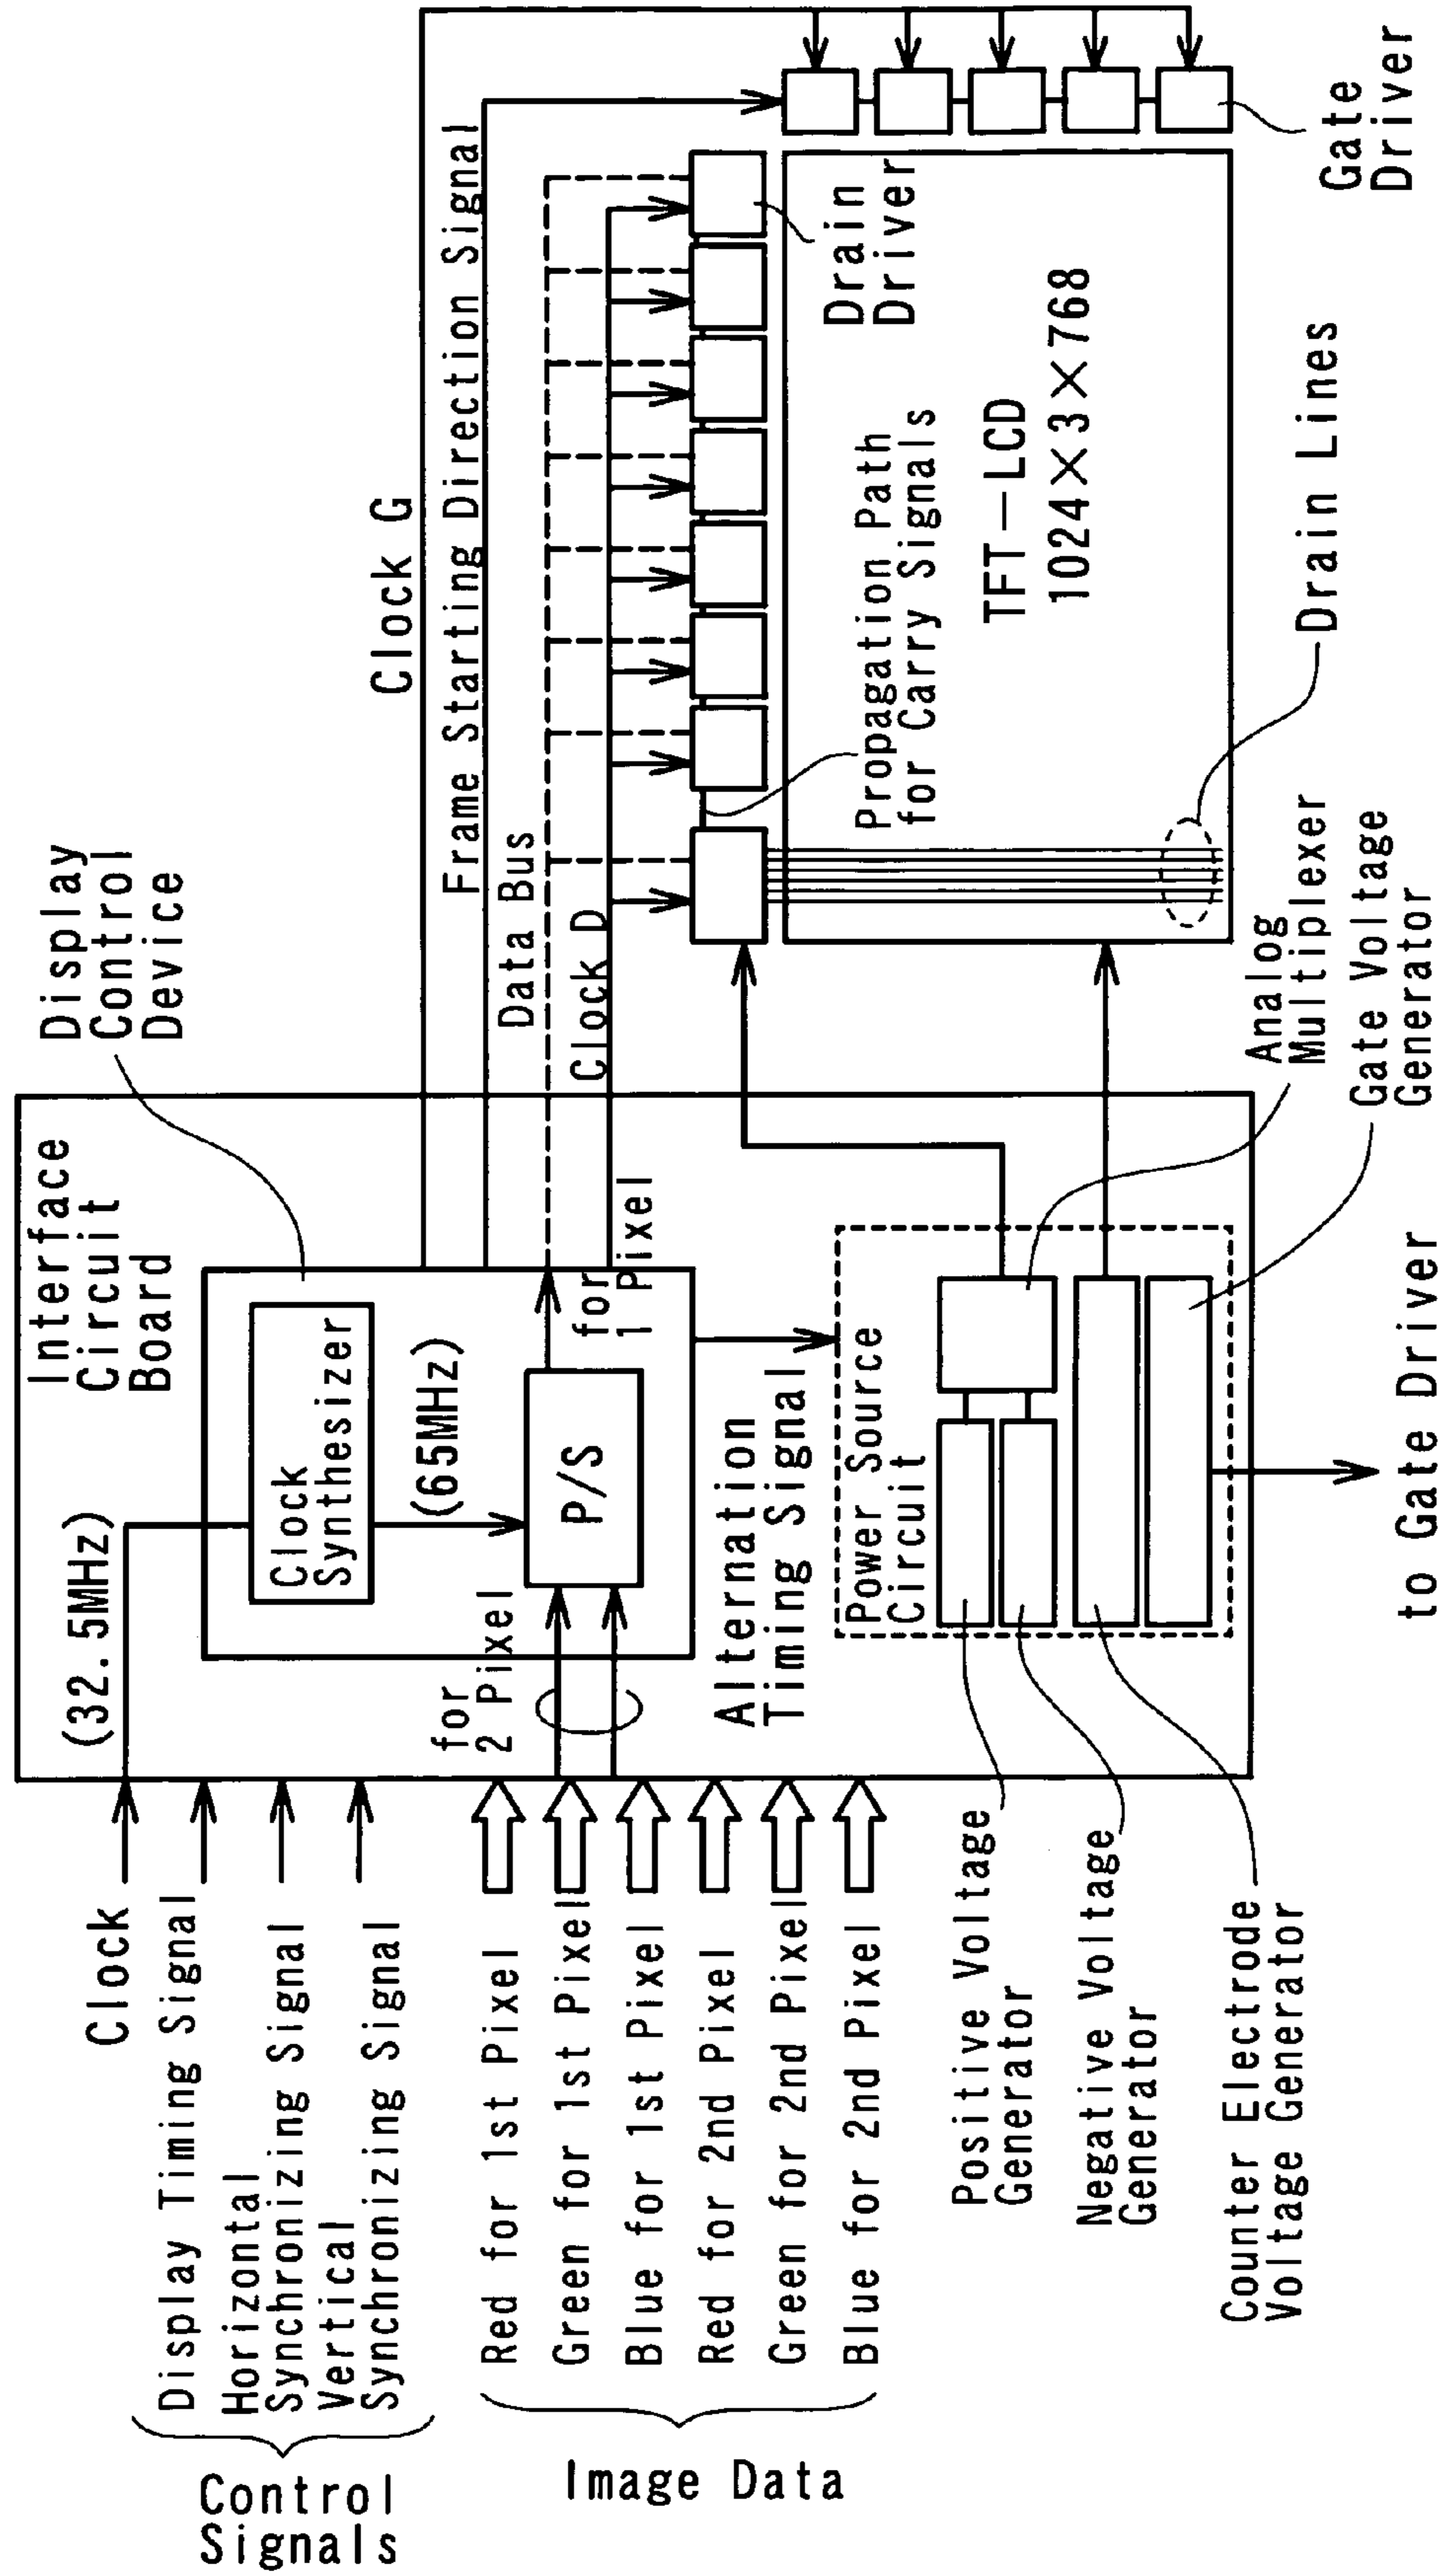 Interface
Circuit
Board
Display
Control
Device
Clock G
Frame Starting Direction Signal
Data Bus
Clock D
Control
Signals
Clock
Display Timing Signal
Horizontal
Synchronizing Signal
Vertical
Synchronizing Signal
(32.5MHz)
Clock
Synthesizer
(65MHz)
P/S
for
2 Pixel
for
1 Pixel
Image Data
Red for 1st Pixel
Green for 1st Pixel
Blue for 1st Pixel
Red for 2nd Pixel
Green for 2nd Pixel
Blue for 2nd Pixel
Alternation
Timing Signal
Power Source
Circuit
Positive Voltage
Generator
Negative Voltage
Generator
Counter Electrode
Voltage Generator
Analog
Multiplexer
Gate Voltage
Generator
to Gate Driver
Drain
Driver
Propagation Path
for Carry Signals
TFT-LCD
1024×3×768
Drain Lines
Gate
Driver